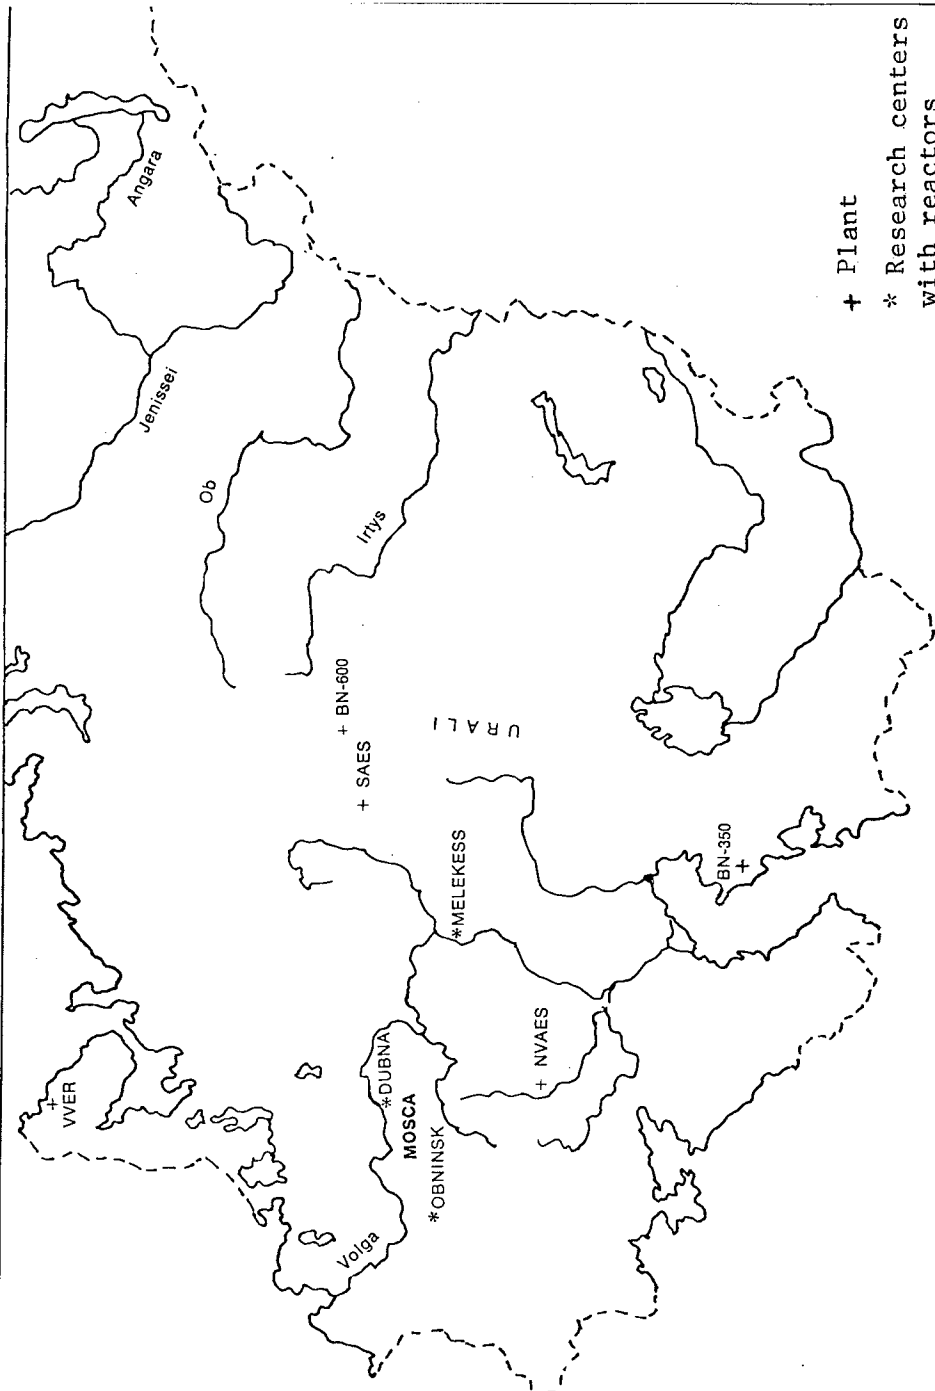 Angara
Jenissei
Ob
Irtys
+ BN-600
+ SAES
URALI
*MELEKESS
BN-350
+
+
VVER
*DUBNA
MOSCA
*OBNINSK
+ NVAES
Volga
+ Plant
* Research centers
with reactors